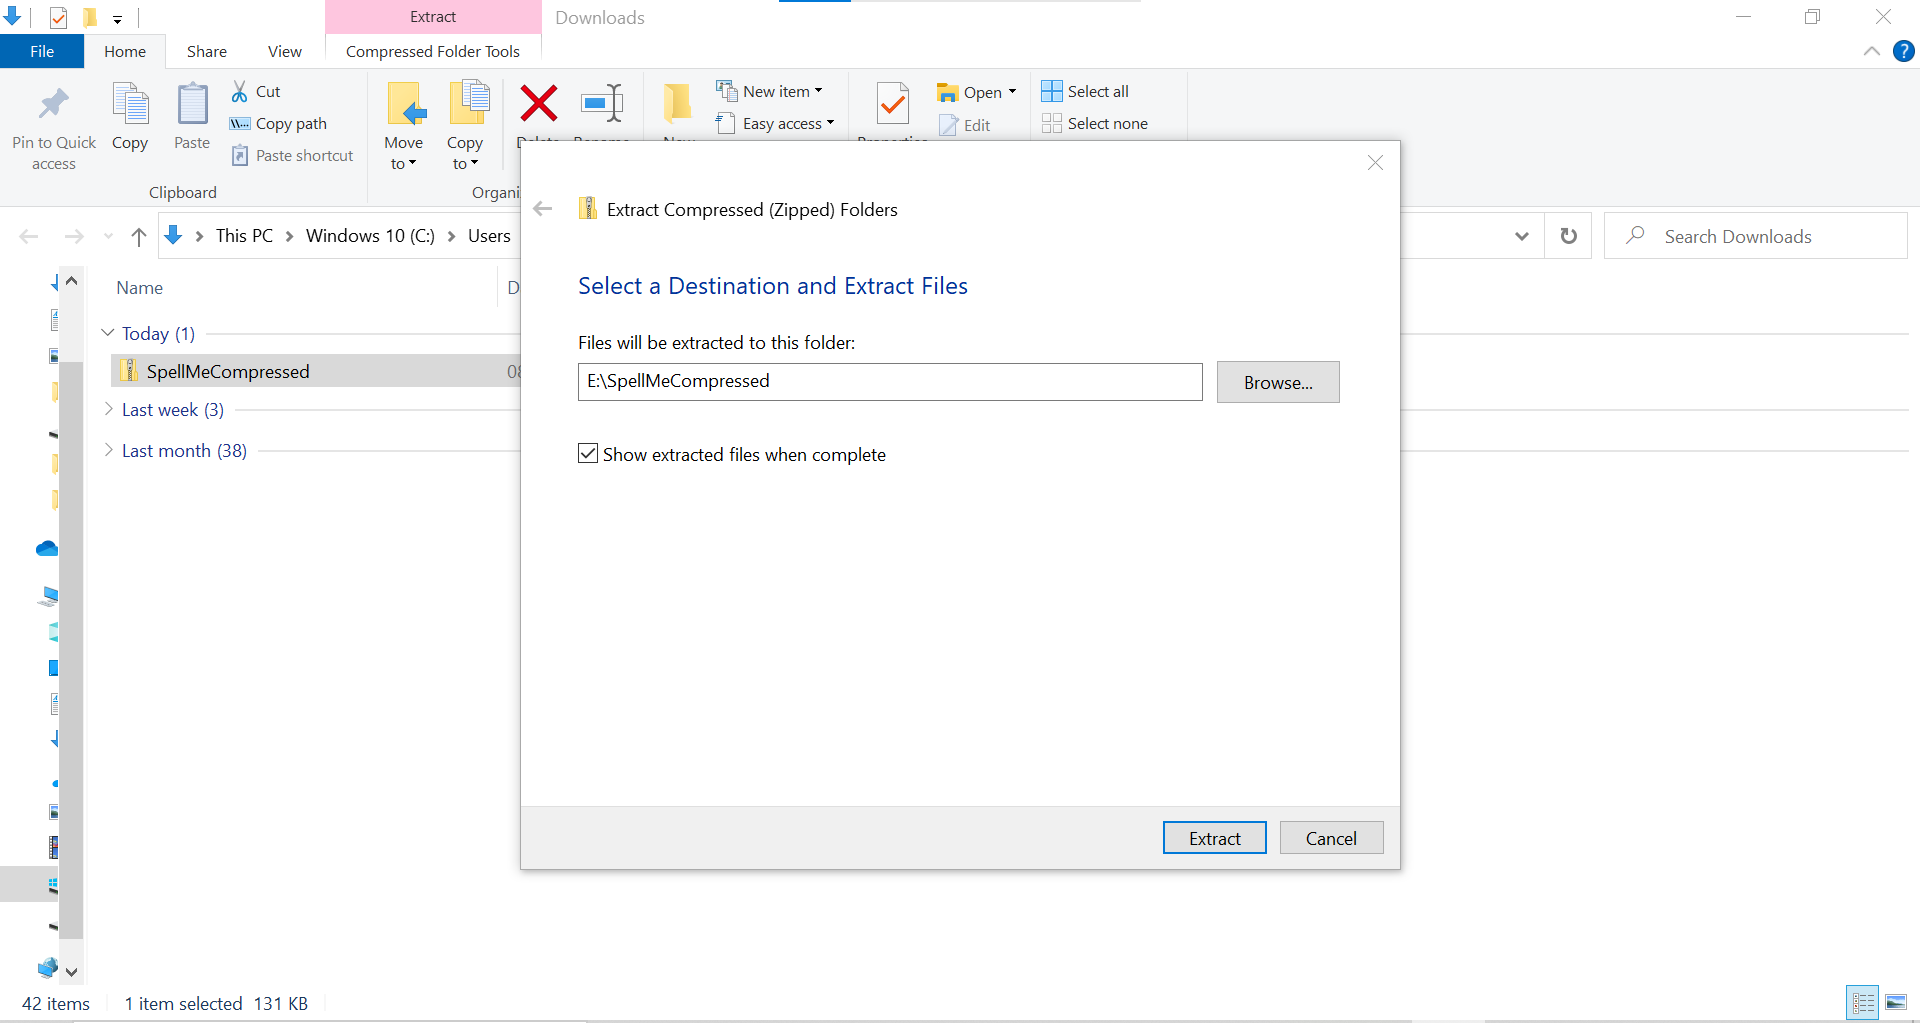 Extract
Downloads
File
Home
Share
View
Compressed Folder Tools
Pin to Quick access
Copy
Paste
Cut
Copy path
Paste shortcut
Clipboard
Move to
Copy to
Delete
Rename
New
New item
Easy access
Properties
Open
Edit
Select all
Select none
Organi
This PC
Windows 10 (C:)
Users
Search Downloads
Name
D
Today (1)
SpellMeCompressed
08
Last week (3)
Last month (38)
Extract Compressed (Zipped) Folders
Select a Destination and Extract Files
Files will be extracted to this folder:
E:\SpellMeCompressed
Browse...
Show extracted files when complete
Extract
Cancel
42 items
1 item selected 131 KB